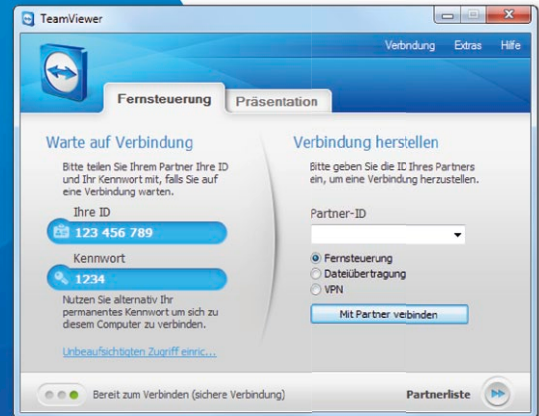 TeamViewer
Verbindung Extras Hilfe
Fernsteuerung Präsentation
Warte auf Verbindung
Bitte teilen Sie Ihrem Partner Ihre ID
und Ihr Kennwort mit, falls Sie auf
eine Verbindung warten.
Ihre ID
123 456 789
Kennwort
1234
Nutzen Sie alternativ Ihr
permanentes Kennwort um sich zu
diesem Computer zu verbinden.
Unbeaufsichtigten Zugriff einric...
Verbindung herstellen
Bitte geben Sie die ID Ihres Partners
ein, um eine Verbindung herzustellen.
Partner-ID
Fernsteuerung
Dateiübertragung
VPN
Mit Partner verbinden
Bereit zum Verbinden (sichere Verbindung)
Partnerliste